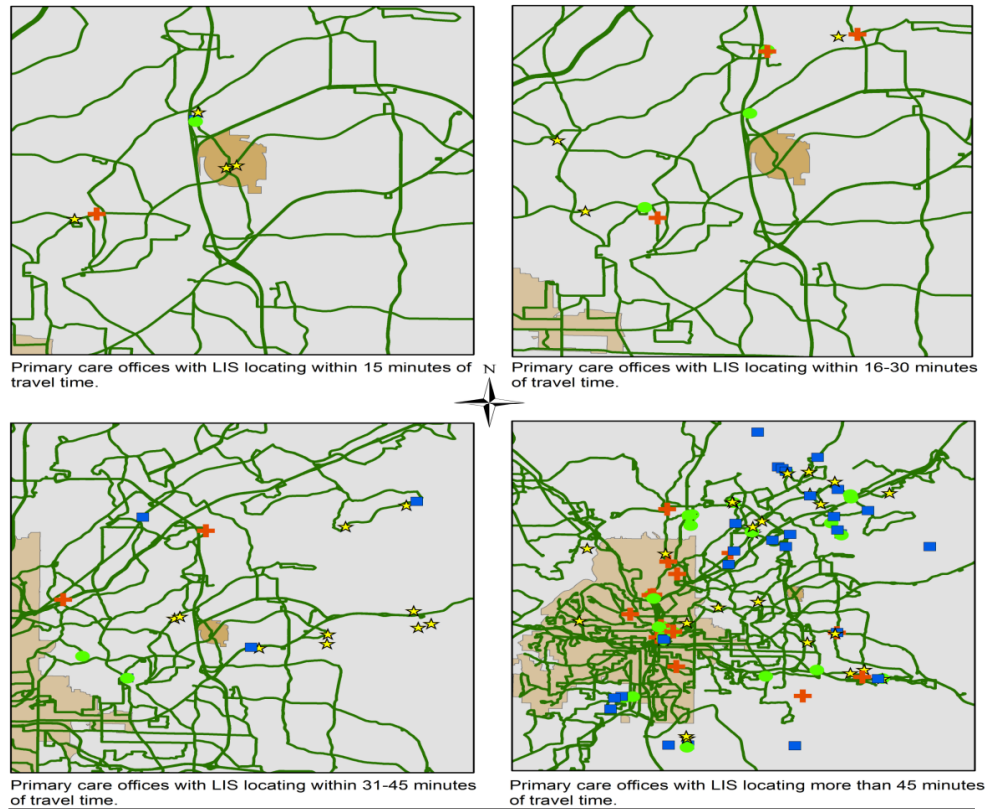 Primary care offices with LIS locating within 15 minutes of
travel time.
Primary care offices with LIS locating within 16-30 minutes
of travel time.
N
Primary care offices with LIS locating within 31-45 minutes
of travel time.
Primary care offices with LIS locating more than 45 minutes
of travel time.